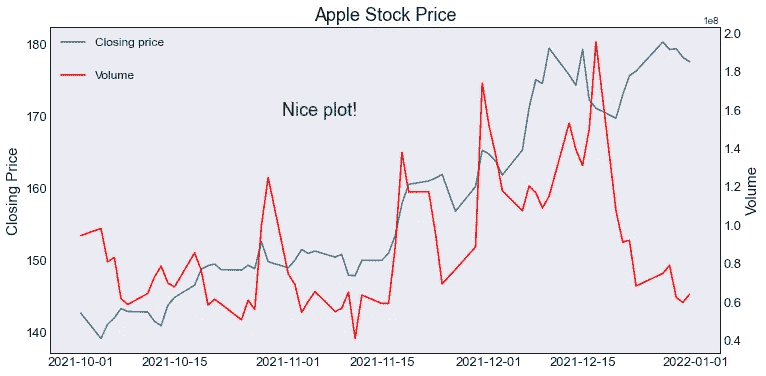 Apple Stock Price
1e8
Closing price
Volume
Nice plot!
Closing Price
180
170
160
150
140
2.0
1.8
1.6
1.4
1.2
1.0
0.8
0.6
0.4
Volume
2021-10-01 2021-10-15 2021-11-01 2021-11-15 2021-12-01 2021-12-15 2022-01-01